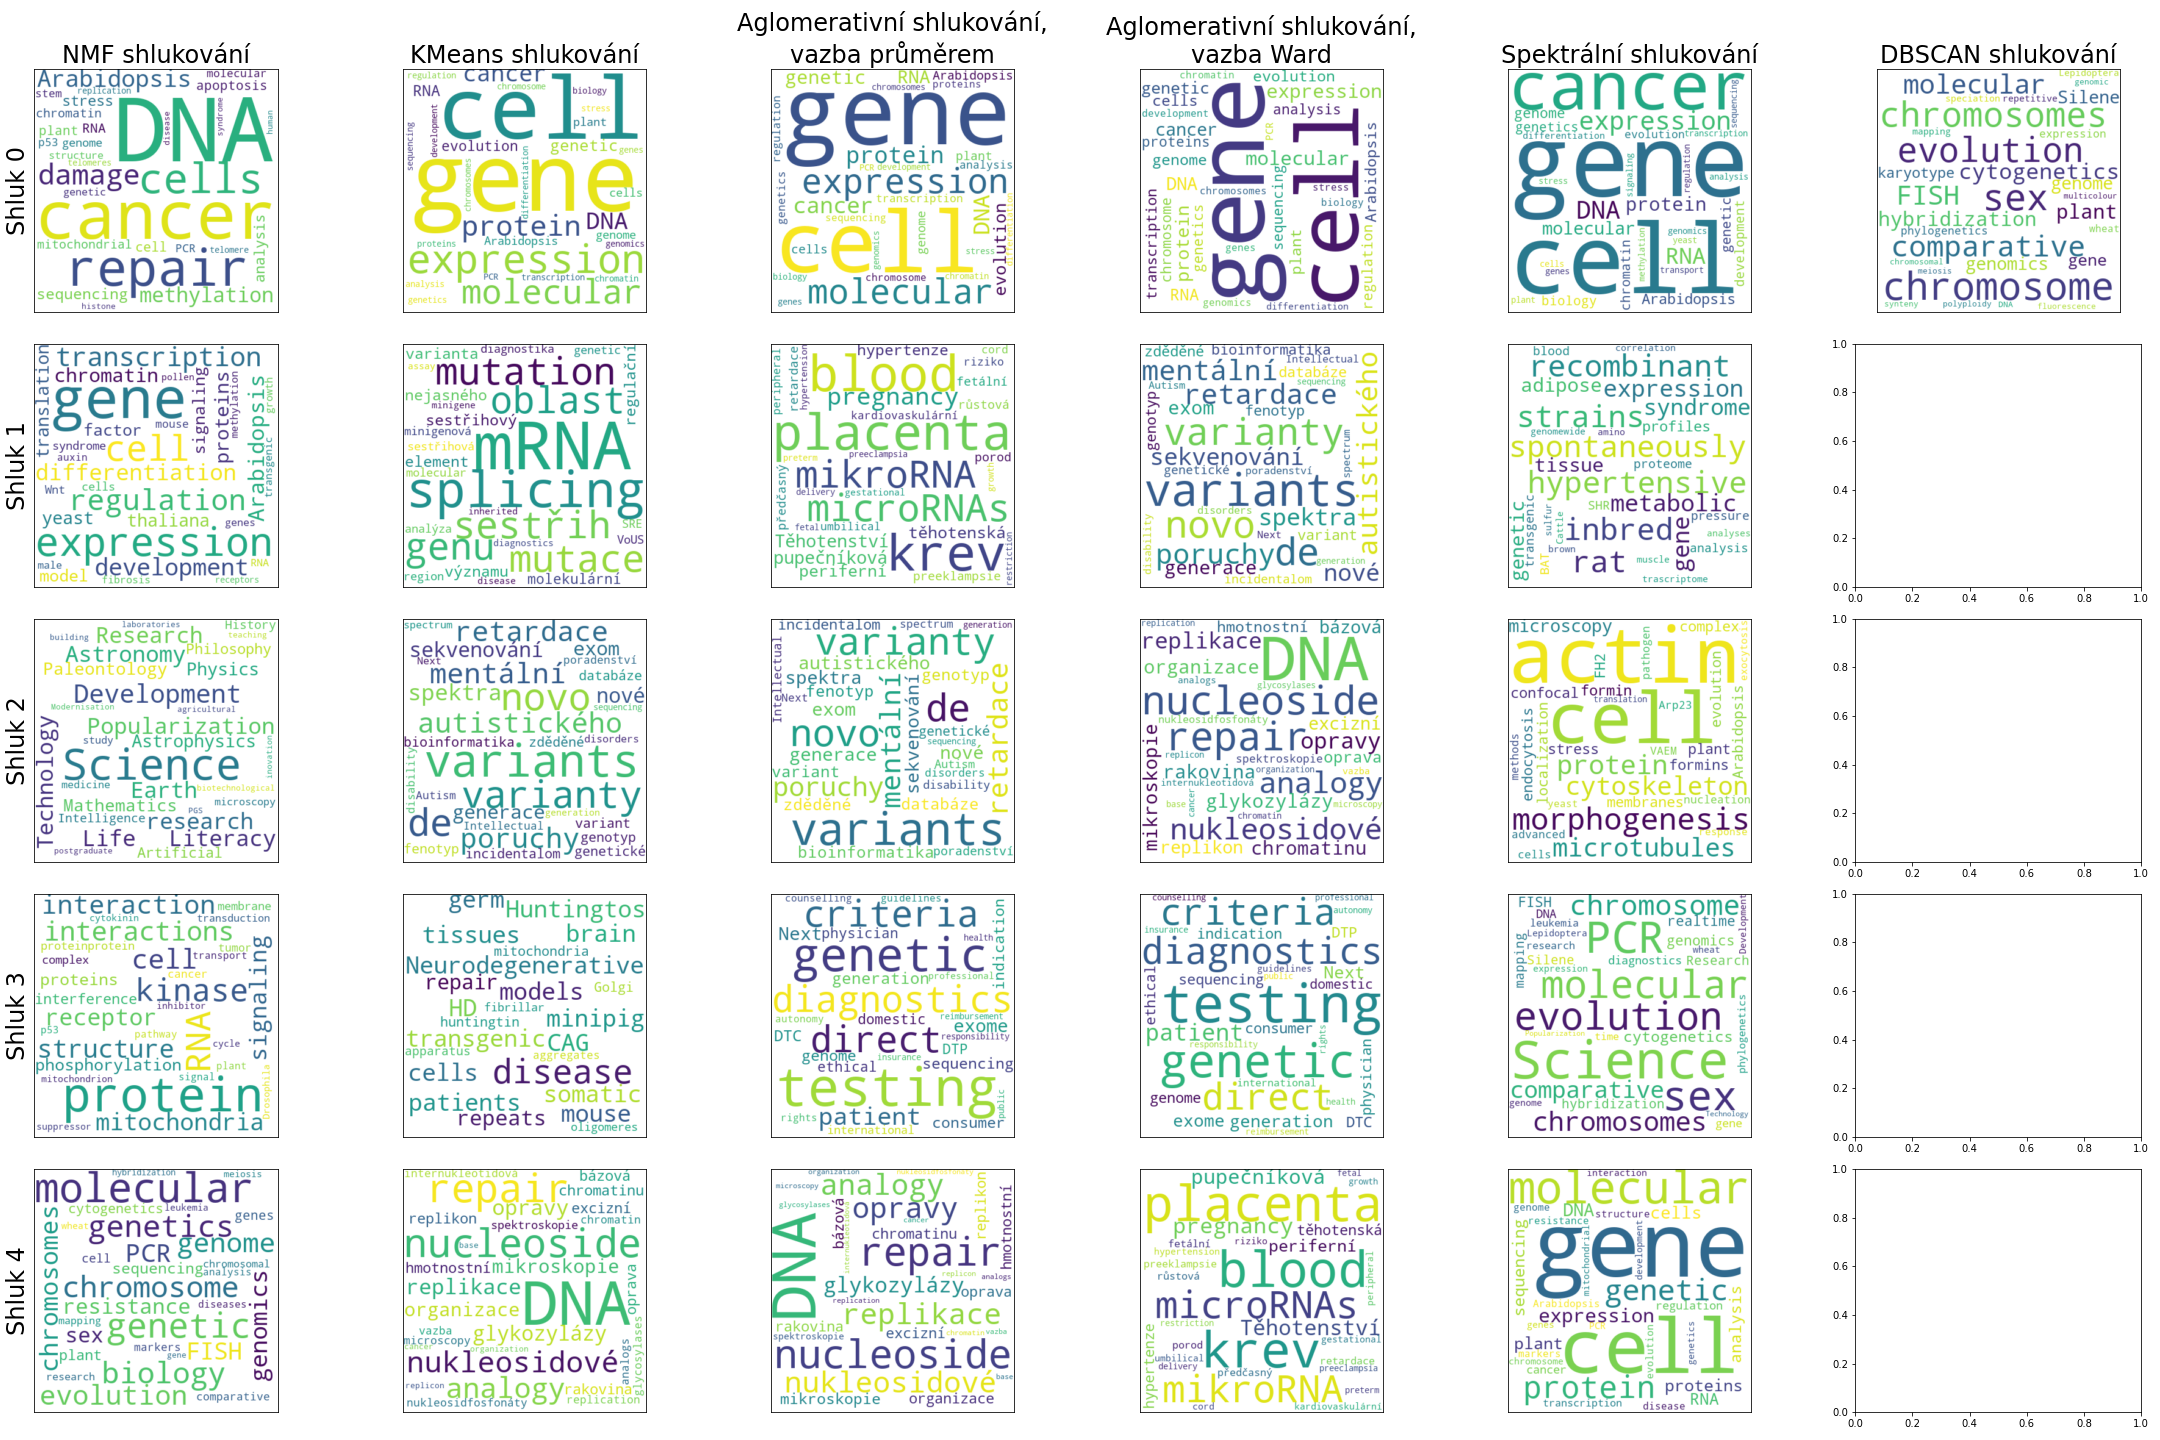 Aglomerativní shlukování,
Aglomerativní shlukování,
NMF shlukování
KMeans shlukování
vazba průměrem
vazba Ward
Spektrální shlukování
DBSCAN shlukování
Shluk 0
Arabidopsis
molecular
apoptosis
replication
stem
stress
chromatin
DNA
disease
syndrome
human
plant RNA
p53 genome
structure
telomeres
damage
cells
genetic
cancer
mitochondrial cell PCR telomere
analysis
repair
sequencing methylation
histone
regulation cancer
RNA
chromosome
biology
cell
stress
plant
sequencing
development
evolution
genetic genes
gene
chromosomes
differentiation
cells
protein DNA
proteins Arabidopsis genome
genomics
expression
PCR transcription chromatin
analysis
molecular
genetics
genetic RNA Arabidopsis
chromosomes proteins
regulation
gene
protein plant
PCR development analysis
genetics
expression
cancer transcription
sequencing
DNA
cells
cell
genomics
genome
stress
evolution
differentiation
biology chromosome chromatin
genes molecular
chromatin evolution
genetic expression
cells analysis
development
cancer
proteins
PCR
genome
gene
cell
molecular
Arabidopsis
DNA
chromosomes
stress
biology
transcription
chromosome
protein
genetics
sequencing
plant
genes
regulation
RNA genomics
differentiation
cancer
sequencing
genome expression
genetics evolution transcription
differentiation
gene
stress
signaling
regulation
analysis
DNA protein
molecular
genetic
development
cell
genomics
yeast
RNA
cells
genes
chromatin
methylation
transport
plant biology Arabidopsis
Lepidoptera
molecular genomic
speciation repetitive Silene
chromosomes
mapping expression
evolution
karyotype cytogenetics
FISH sex genome
multicolour
hybridization plant
phylogenetics wheat
comparative
chromosomal genomics gene
meiosis
chromosome
synteny polyploidy DNA fluorescence
Shluk 1
translation
transcription
chromatin pollen
gene
signaling
proteins
methylation
Arabidopsis
growth
factor mouse
syndrome cell
auxin
differentiation
transgenic
Wnt cells
regulation
yeast thaliana genes
expression
male development RNA
model fibrosis receptors
varianta diagnostika genetic
assay mutation
regulační
nejasného oblast
minigene
sestřihový
minigenová mRNA
sestřihová
element
molecular
splicing
inherited
analýza sestřih SRE
genu diagnostics VoUS
mutace
region významu
disease molekulární
peripheral
retardace
hypertension
hypertenze cord
blood riziko
fetální
pregnancy růstová
kardiovaskulární
placenta
preterm preeclampsia porod
mikroRNA
growth
předčasný
delivery gestational
microRNAs
fetal umbilical těhotenská
Těhotenství
pupečníková krev
periferní preeklampsie
restriction
zděděné bioinformatika
mentální Intellectual
databáze
Autism retardace sequencing
genotyp
exom fenotyp
varianty
autistického
spectrum
sekvenování
genetické poradenství
variants
disability
disorders
novo spektra
Next variant
poruchy de generation
generace
incidentalom nové
blood correlation
recombinant
adipose expression
strains syndrome
genomewide amino profiles
spontaneously
tissue proteome
hypertensive
SHR metabolic
genetic
transgenic
sulfur
Cattle
inbred
gene
pressure
analyses
BAT
brown
rat
muscle
analysis
trascriptome
1.0
0.8
0.6
0.4
0.2
0.0
0.0 0.2 0.4 0.6 0.8 1.0
Shluk 2
laboratories History
building Research teaching
Astronomy Philosophy
Paleontology Physics
Development
Modernisation agricultural
Technology
Popularization
study Astrophysics
inovation
Science
medicine Earth biotechnological
Mathematics PGS microscopy
Intelligence research
Life Literacy
postgraduate Artificial
spectrum retardace
sekvenování exom
Next poradenství
mentální databáze
spektra novo nové
sequencing
autistického
bioinformatika zděděné disorders
variants
disability
Autism varianty
de generace generation
Intellectual variant
poruchy genotyp
fenotyp incidentalom genetické
incidentalom spectrum generation
Intellectual
varianty
autistického
spektra genotyp
Next fenotyp
exom
mentální
sekvenování
de
retardace
novo genetické
sequencing
generace nové
variant Autism
disorders
poruchy disability
zděděné databáze
variants
bioinformatika poradenství
replication hmotnostní bázová
replikace DNA
organizace
analogs glycosylases
nucleoside
nukleosidfosfonáty excizní
mikroskopie
repair opravy
replicon spektroskopie oprava
rakovina organization vazba
internukleotidová analogy
base
cancer
glykozylázy microscopy
chromatin
nukleosidové
replikon chromatinu
microscopy complex
actin
FH2
pathogen
exocytosis
confocal formin
translation
evolution
cell Arp23
endocytosis
localization
Arabidopsis
methods
stress VAEM plant
protein formins
cytoskeleton
yeast membranes nucleation
morphogenesis
advanced response
cells microtubules
1.0
0.8
0.6
0.4
0.2
0.0
0.0 0.2 0.4 0.6 0.8 1.0
Shluk 3
interaction membrane
cytokinin transduction
interactions
proteinprotein tumor
complex cell transport
cancer
signaling
proteins kinase
interference inhibitor
receptor
p53 pathway
RNA
cycle
structure
phosphorylation plant
mitochondrion signal
Drosophila
protein
suppressor mitochondria
germ Huntingtos
tissues brain
mitochondria
Neurodegenerative
repair models Golgi
HD fibrillar
huntingtin minipig
transgenic CAG
apparatus aggregates
cells disease
patients somatic
repeats mouse
oligomeres
counselling guidelines
criteria
indication
Next physician
health
genetic
generation professional
diagnostics
autonomy reimbursement
domestic exome
DTC direct responsibility
DTP
genome insurance
ethical sequencing
testing
public
rights patient
international consumer
counselling professional
criteria autonomy
insurance indication DTP
diagnostics
guidelines
ethical
sequencing public Next
domestic
testing
patient consumer
responsibility
rights
physician
genetic
international
genome direct health
exome generation DTC
reimbursement
FISH chromosome
DNA
leukemia PCR realtime
Lepidoptera genomics
Development
mapping
research wheat
Silene diagnostics Research
expression
molecular
evolution
phylogenetics
Popularization time cytogenetics
Science
comparative sex
genome hybridization
Technology
chromosomes gene
1.0
0.8
0.6
0.4
0.2
0.0
0.0 0.2 0.4 0.6 0.8 1.0
Shluk 4
hybridization meiosis
molecular
cytogenetics leukemia
chromosomes
wheat genetics genes
cell PCR genome
chromosomal
sequencing analysis
chromosome
genomics
resistance diseases
mapping
sex genetic
markers
plant gene FISH
research biology
evolution comparative
internukleotidová bázová
repair chromatinu
opravy excizní
replikon spektroskopie chromatin
nucleoside
base
hmotnostní mikroskopie
replikace
DNA
oprava
organizace
vazba
microscopy glykozylázy
cancer organization
analogs
glycosylases
nukleosidové
replicon analogy rakovina
nukleosidfosfonáty replication
organization nukleosidfosfonáty
microscopy analogy
replikon
hmotnostní
glycosylases
bázová
opravy
cancer
DNA
chromatinu
internukleotidová
repair
replicon analogs
glykozylázy
replication oprava
replikace
rakovina
spektroskopie excizní chromatin vazba
nucleoside
nukleosidové base
mikroskopie organizace
pupečníková fetal
growth
placenta
pregnancy těhotenská
fetální riziko
hypertension periferní
preeklampsie
růstová blood
peripheral
microRNAs
restriction
hypertenze
Těhotenství
porod gestational
umbilical krev retardace
delivery preeclampsia
předčasný
mikroRNA preterm
cord kardiovaskulární
interaction
molecular
genome DNA structure cells
resistance
sequencing
gene
mitochondrial
development
genetic
Arabidopsis regulation
expression
genes PCR
analysis
plant
markers
cell
evolution
genetics
chromosome
cancer
protein proteins
RNA
transcription disease
1.0
0.8
0.6
0.4
0.2
0.0
0.0 0.2 0.4 0.6 0.8 1.0